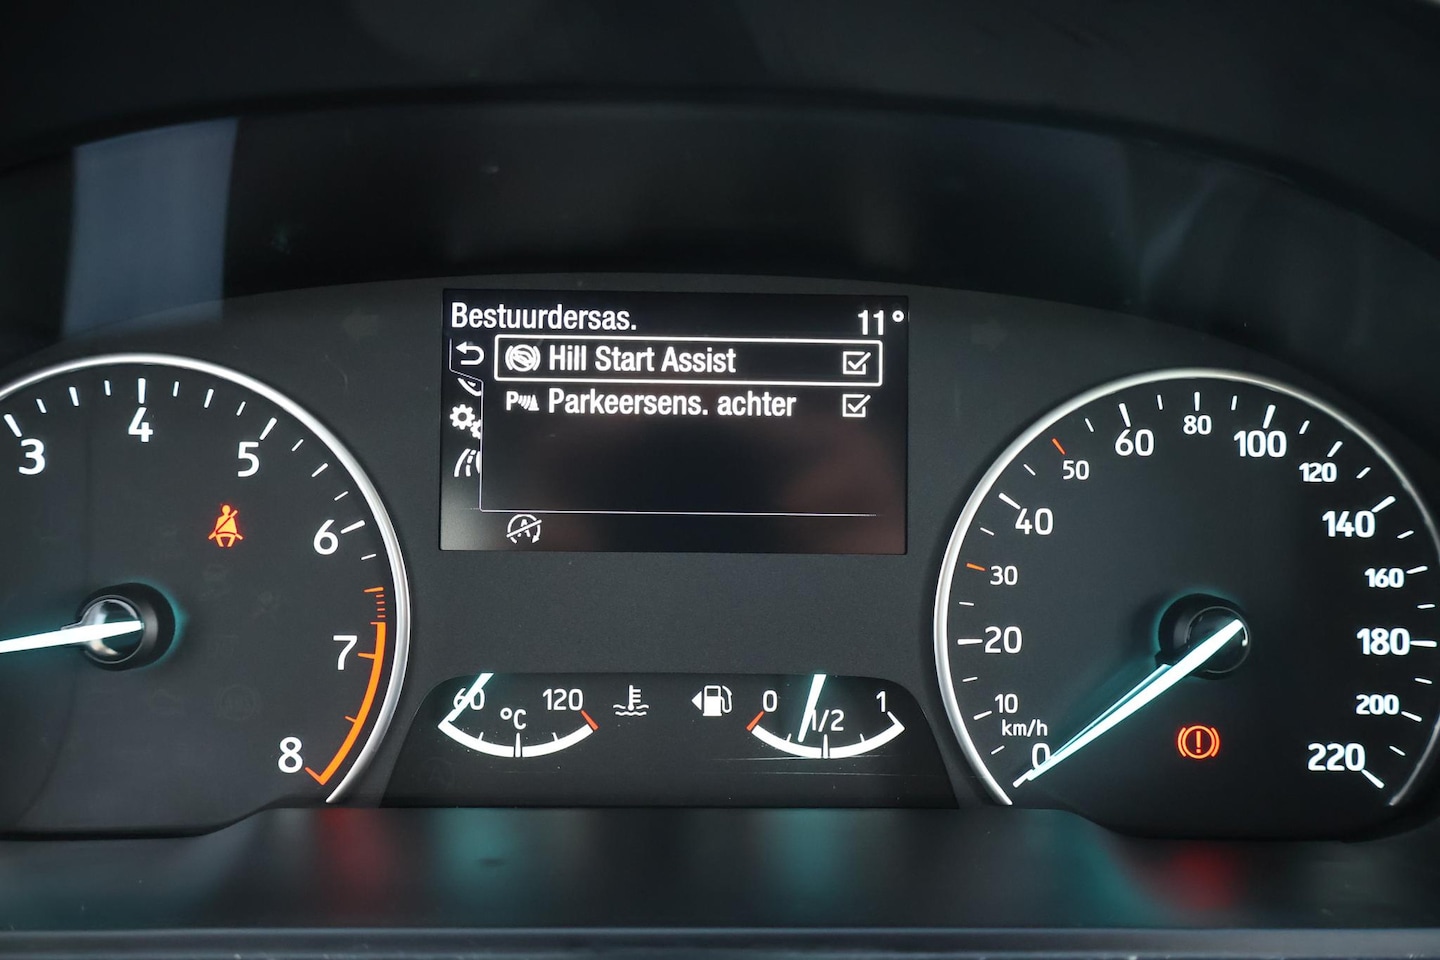 Bestuurdersas. 11°
Hill Start Assist
P Parkeersens. achter
A
3 4 5 6 7 8
60 °C 120
0 1/2 1
0 10 20 30 40 50 60 80 100 120 140 160 180 200 220
km/h